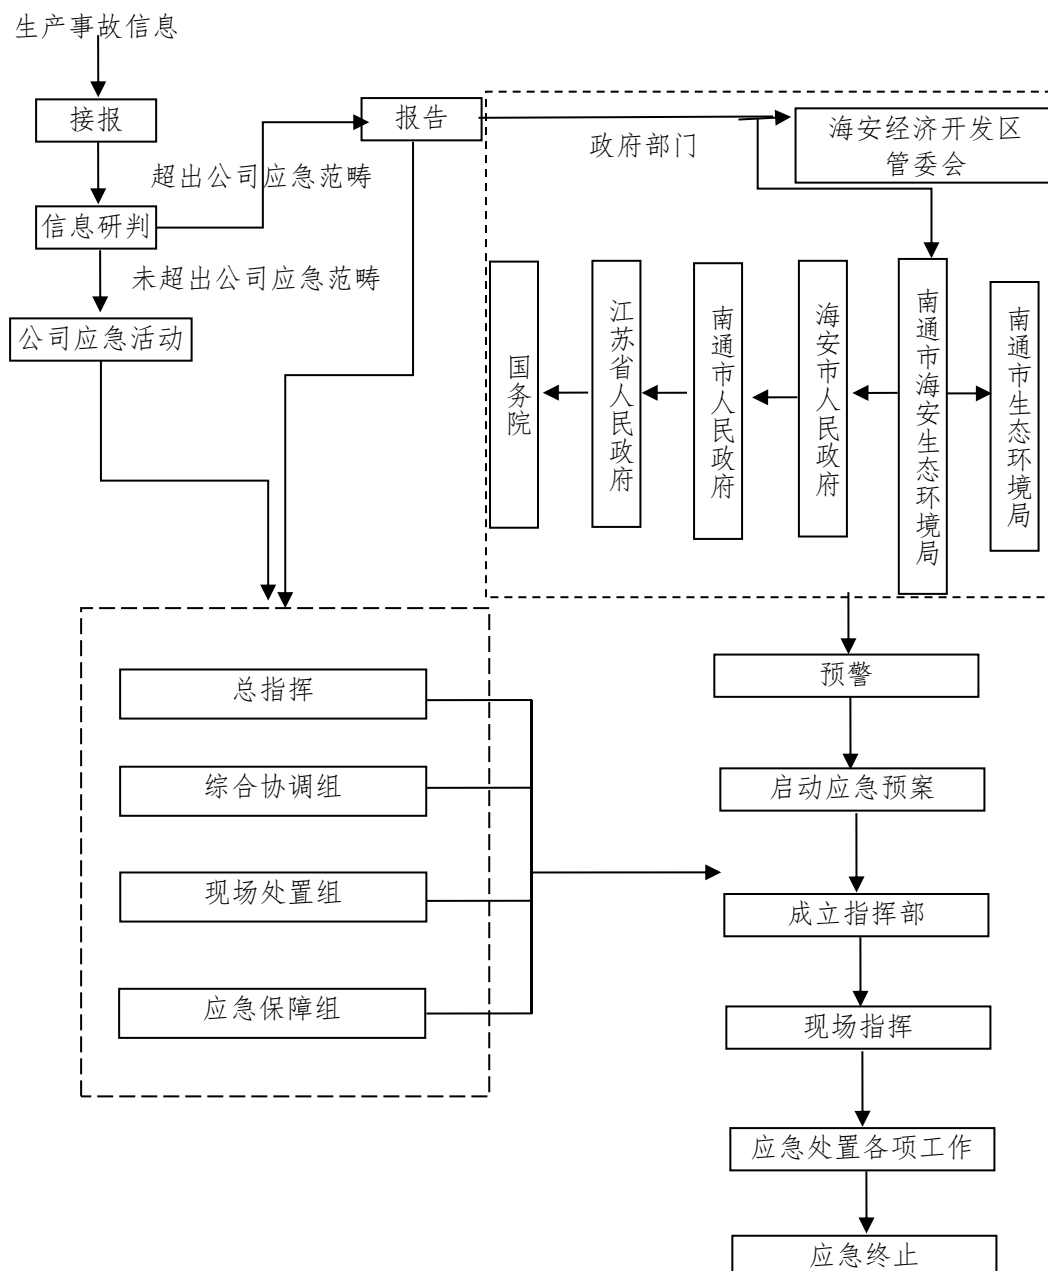 生产事故信息
接报
报告
海安经济开发区
管委会
政府部门
超出公司应急范畴
信息研判
未超出公司应急范畴
公司应急活动
国务院
江苏省人民政府
南通市人民政府
海安市人民政府
南通市海安生态环境局
南通市生态环境局
预警
总指挥
综合协调组
启动应急预案
现场处置组
成立指挥部
应急保障组
现场指挥
应急处置各项工作
应急终止